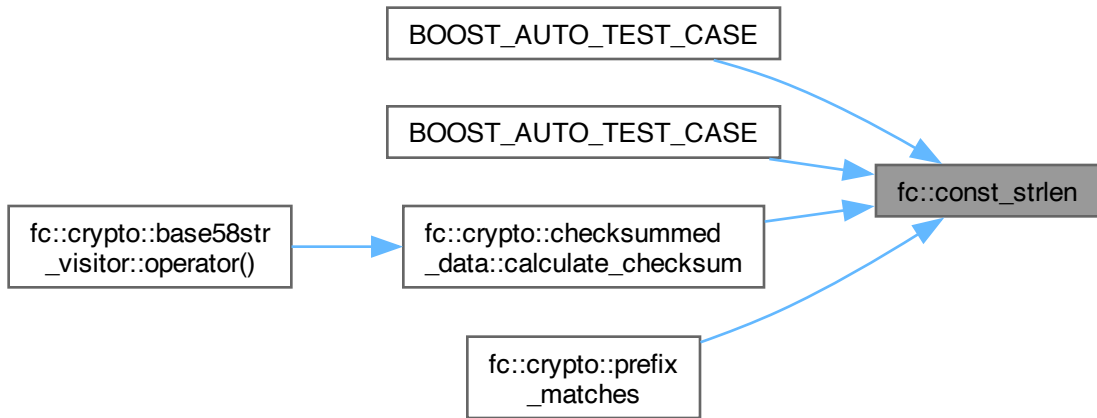 BOOST_AUTO_TEST_CASE
BOOST_AUTO_TEST_CASE
fc::const_strlen
fc::crypto::base58str
_visitor::operator()
fc::crypto::checksummed
_data::calculate_checksum
fc::crypto::prefix
_matches